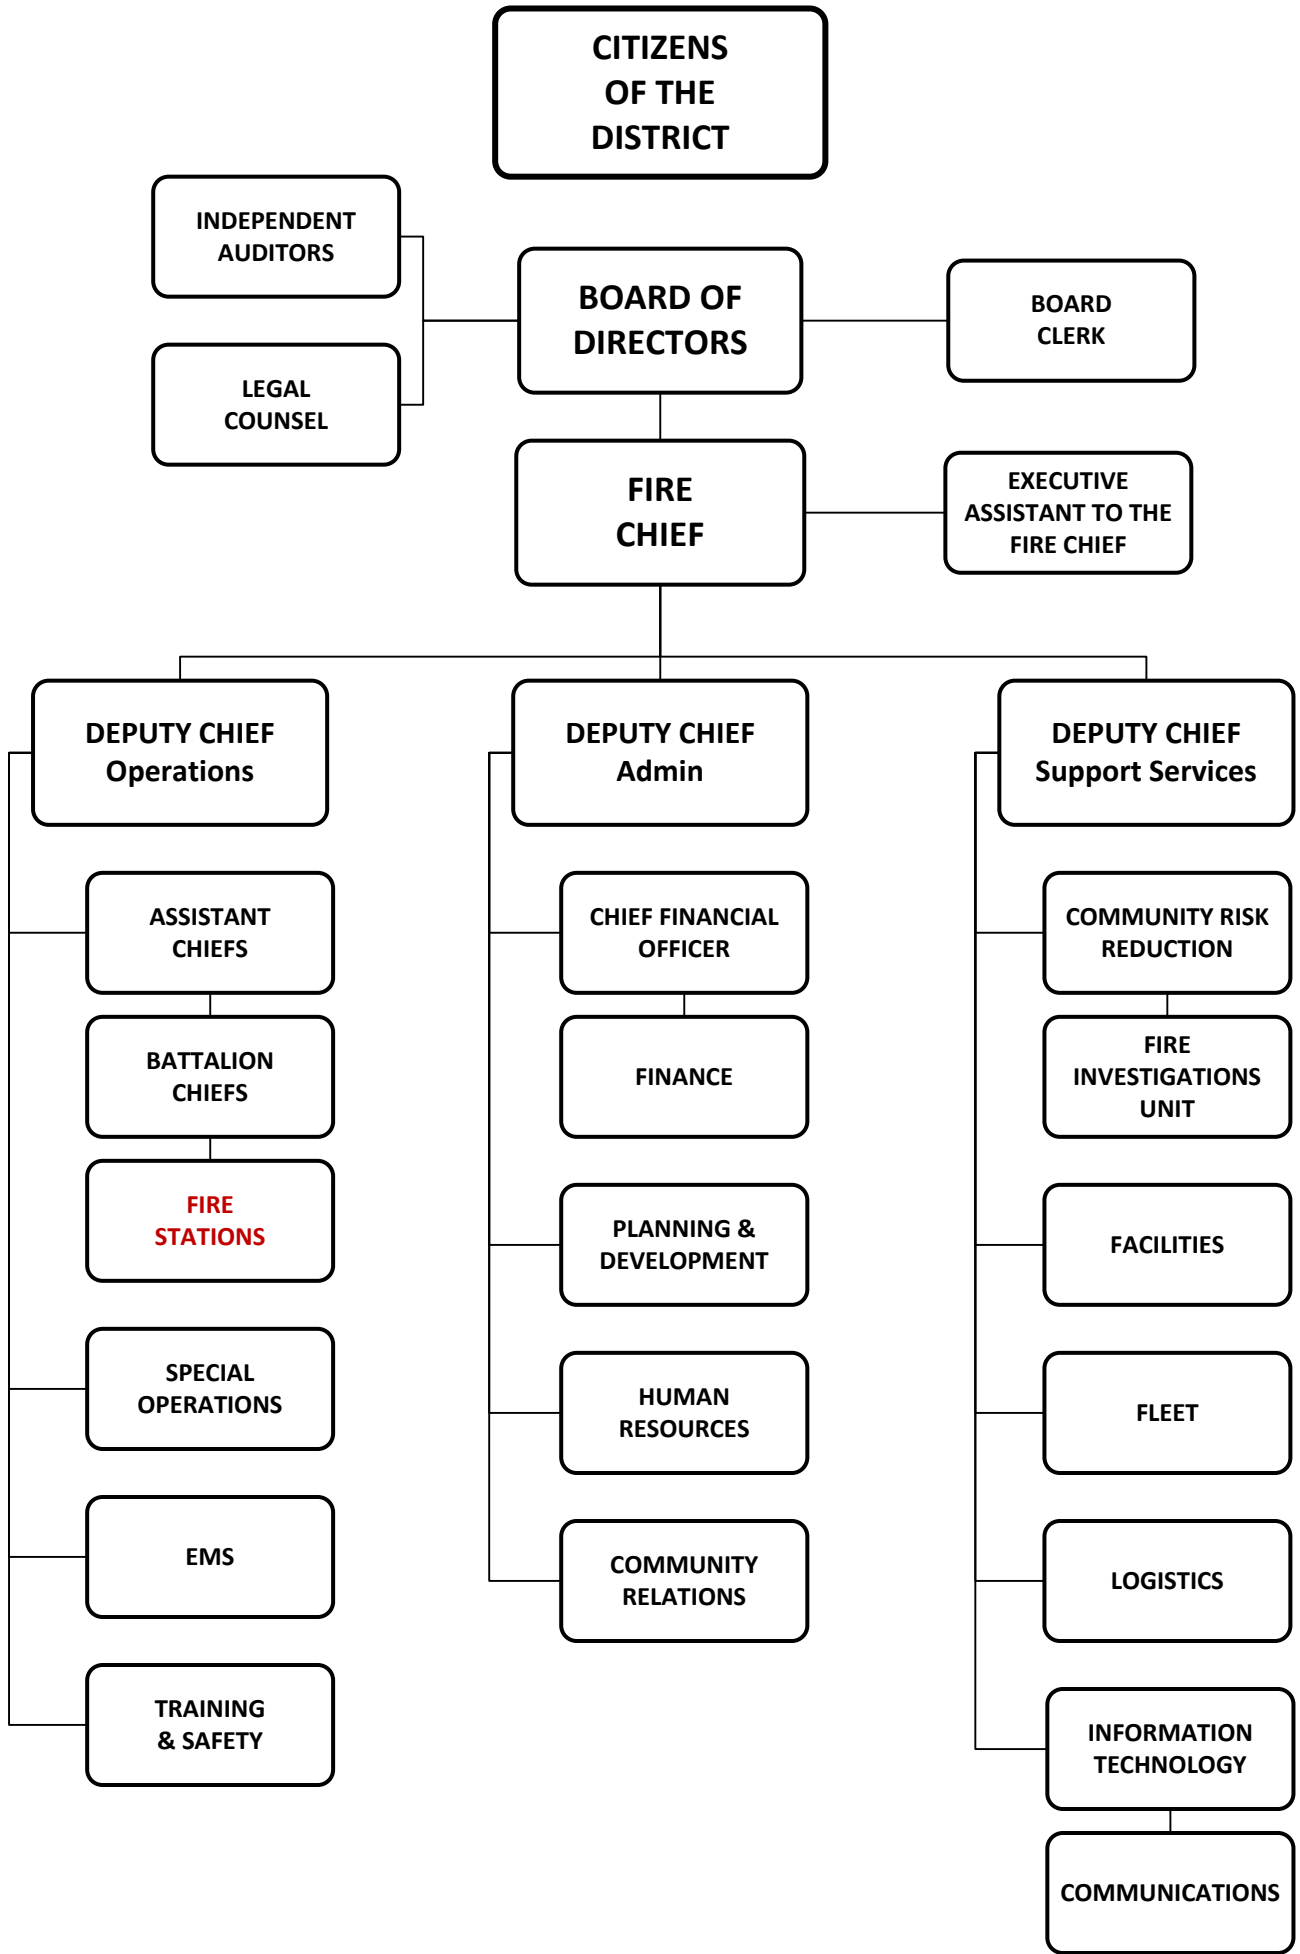 CITIZENS
OF THE
DISTRICT
INDEPENDENT
AUDITORS
BOARD OF
DIRECTORS
BOARD
CLERK
LEGAL
COUNSEL
FIRE
CHIEF
EXECUTIVE
ASSISTANT TO THE
FIRE CHIEF
DEPUTY CHIEF
Operations
ASSISTANT
CHIEFS
BATTALION
CHIEFS
FIRE
STATIONS
SPECIAL
OPERATIONS
EMS
TRAINING
& SAFETY
DEPUTY CHIEF
Admin
CHIEF FINANCIAL
OFFICER
FINANCE
PLANNING &
DEVELOPMENT
HUMAN
RESOURCES
COMMUNITY
RELATIONS
DEPUTY CHIEF
Support Services
COMMUNITY RISK
REDUCTION
FIRE
INVESTIGATIONS
UNIT
FACILITIES
FLEET
LOGISTICS
INFORMATION
TECHNOLOGY
COMMUNICATIONS